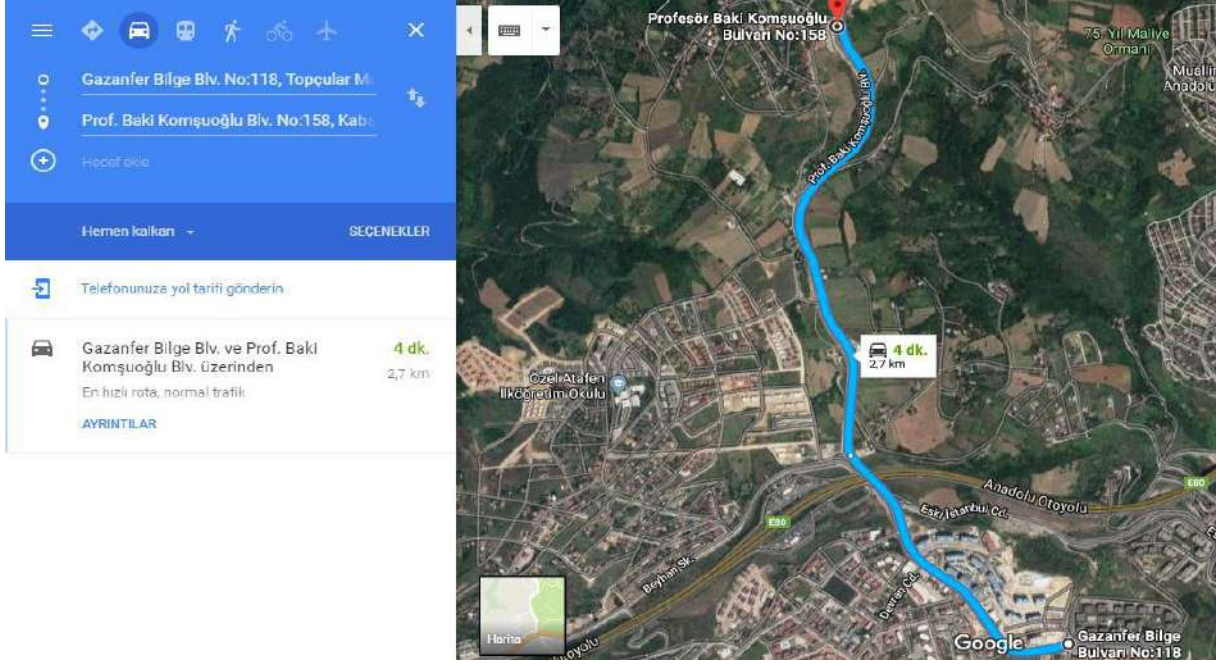 Gazanfer Bilge Blv. No:118, Topçular M
Prof. Baki Komşuoğlu Blv. No:158, Kab
Hedef ekle
Hemen kalkan
SEÇENEKLER
Telefonunuza yol tarifi gönderin
Gazanfer Bilge Blv. ve Prof. Baki
Komşuoğlu Blv. üzerinden
4 dk.
2,7 km
En hızlı rota, normal trafik
AYRINTILAR
Profesör Baki Komşuoğlu
Bulvarı No:158
75. Yıl Maliye
Ormanı
Muallim
Anadolu
Prof. Baki Komşuoğlu Blv.
4 dk.
2,7 km
Özel Atafen
İlköğretim Okulu
Anadolu Otoyolu
E80
Eski İstanbul Cd.
E80
Beyhan Sk.
Devran Cd.
Harita
Google
Gazanfer Bilge
Bulvarı No:118